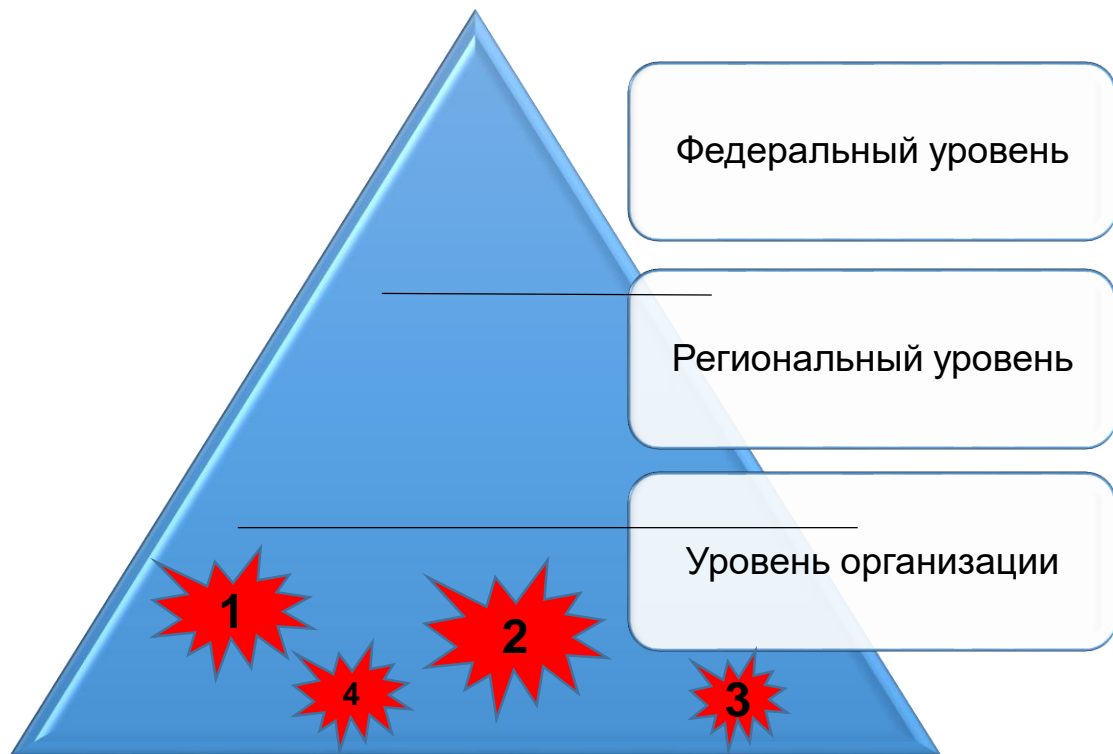 Федеральный уровень
Региональный уровень
Уровень организации
1
2
4
3